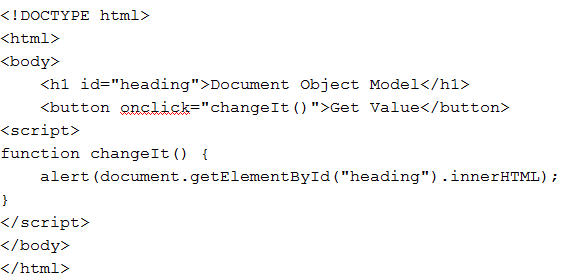 <!DOCTYPE html>
<html>
<body>
    <h1 id="heading">Document Object Model</h1>
    <button onclick="changeIt()">Get Value</button>
<script>
function changeIt() {
    alert(document.getElementById("heading").innerHTML);
}
</script>
</body>
</html>